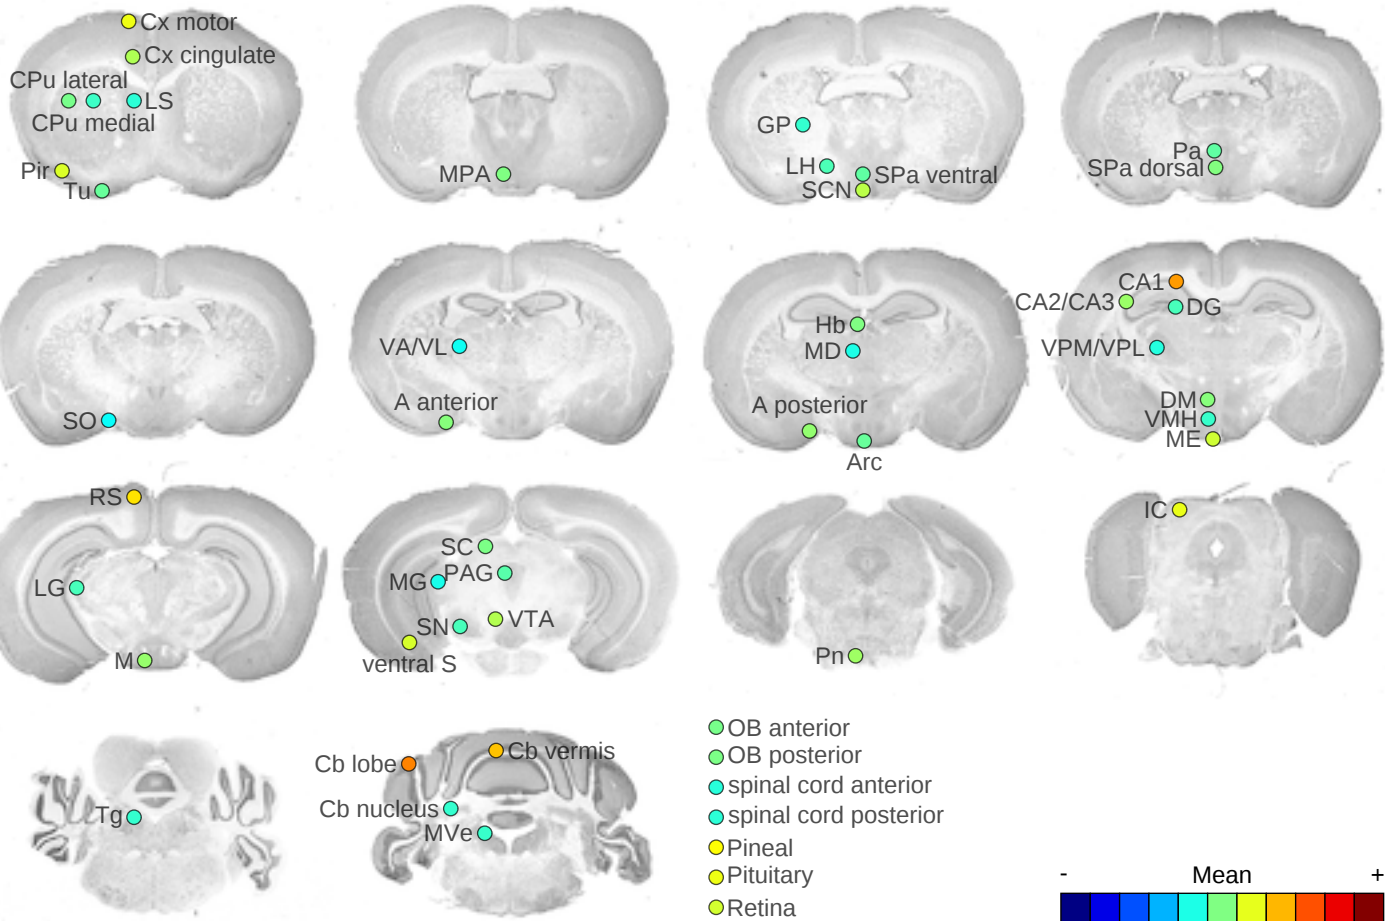 Cx motor
Cx cingulate
CPu lateral
LS
CPu medial
Pir
Tu
MPA
GP
LH
SPa ventral
SCN
Pa
SPa dorsal
SO
VA/VL
A anterior
Hb
MD
A posterior
Arc
CA1
CA2/CA3
DG
VPM/VPL
DM
VMH
ME
RS
LG
M
SC
PAG
MG
VTA
SN
ventral S
Pn
IC
Tg
Cb lobe
Cb vermis
Cb nucleus
MVe
OB anterior
OB posterior
spinal cord anterior
spinal cord posterior
Pineal
Pituitary
Retina
- Mean +